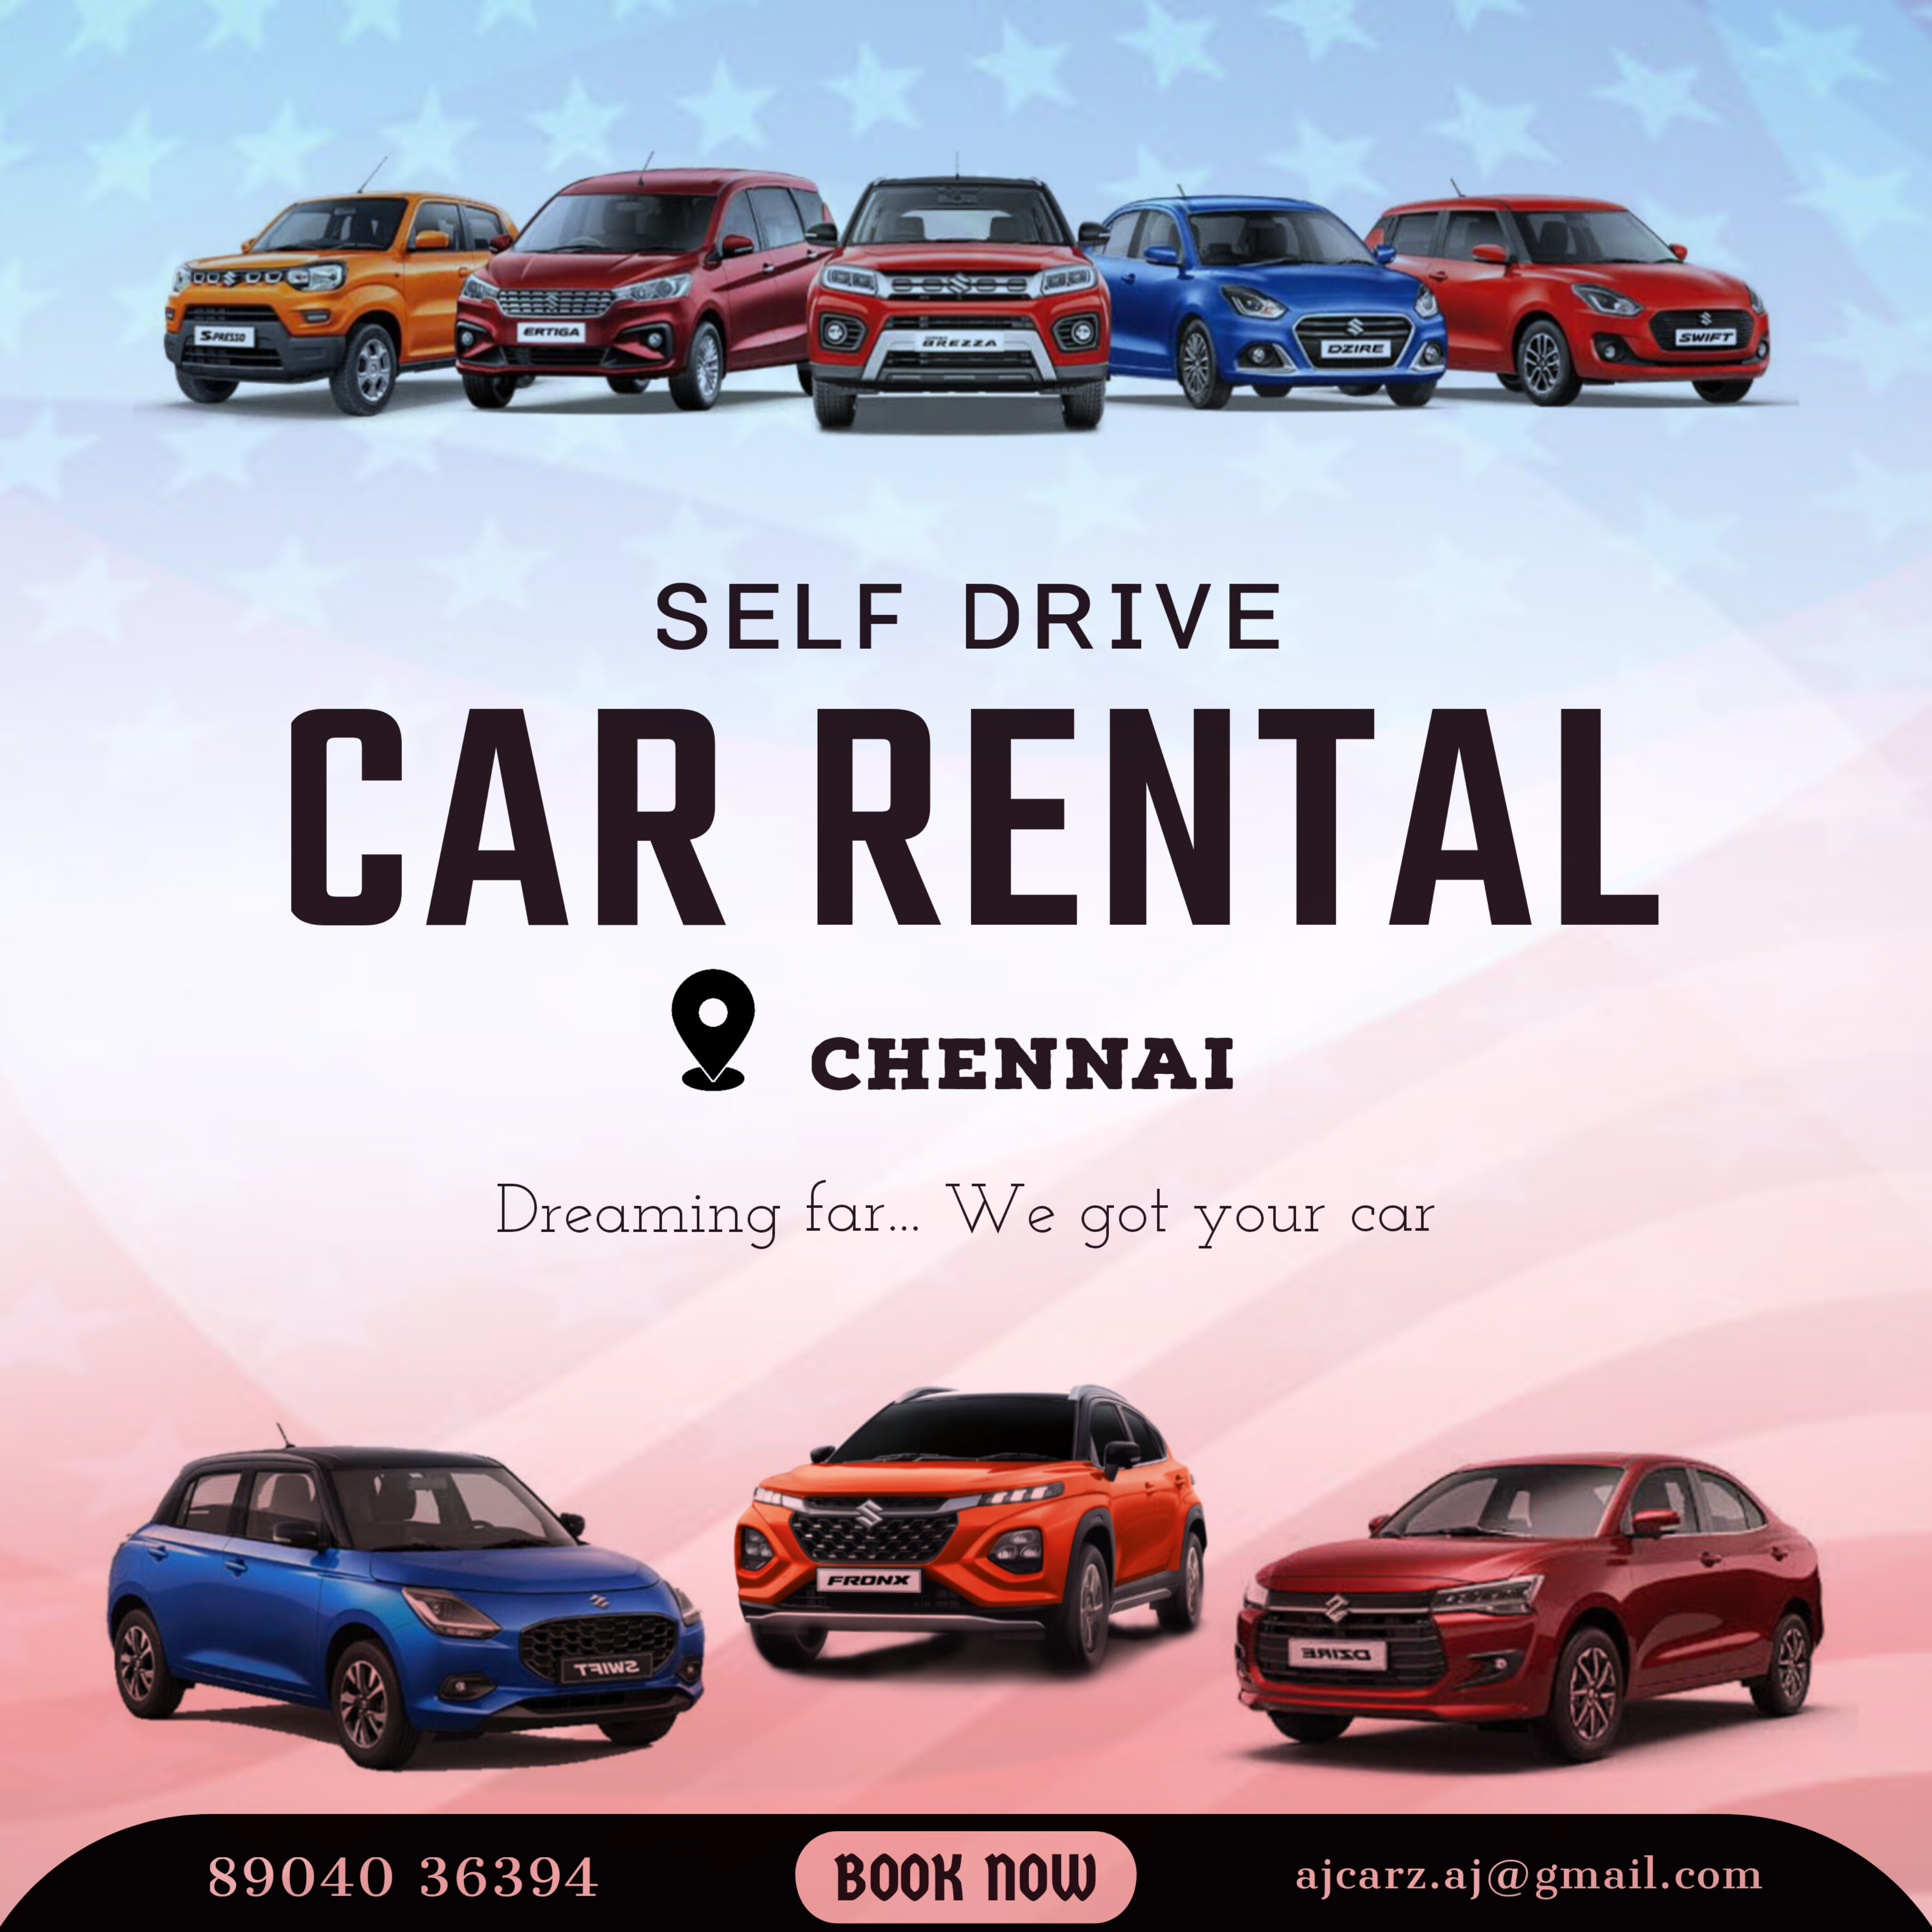 S-PRESSO
ERTIGA
BREZZA
DZIRE
SWIFT
SELF DRIVE
CAR RENTAL
CHENNAI
Dreaming far... We got your car
SWIFT
FRONX
DZIRE
89040 36394
BOOK NOW
ajcarz.aj@gmail.com